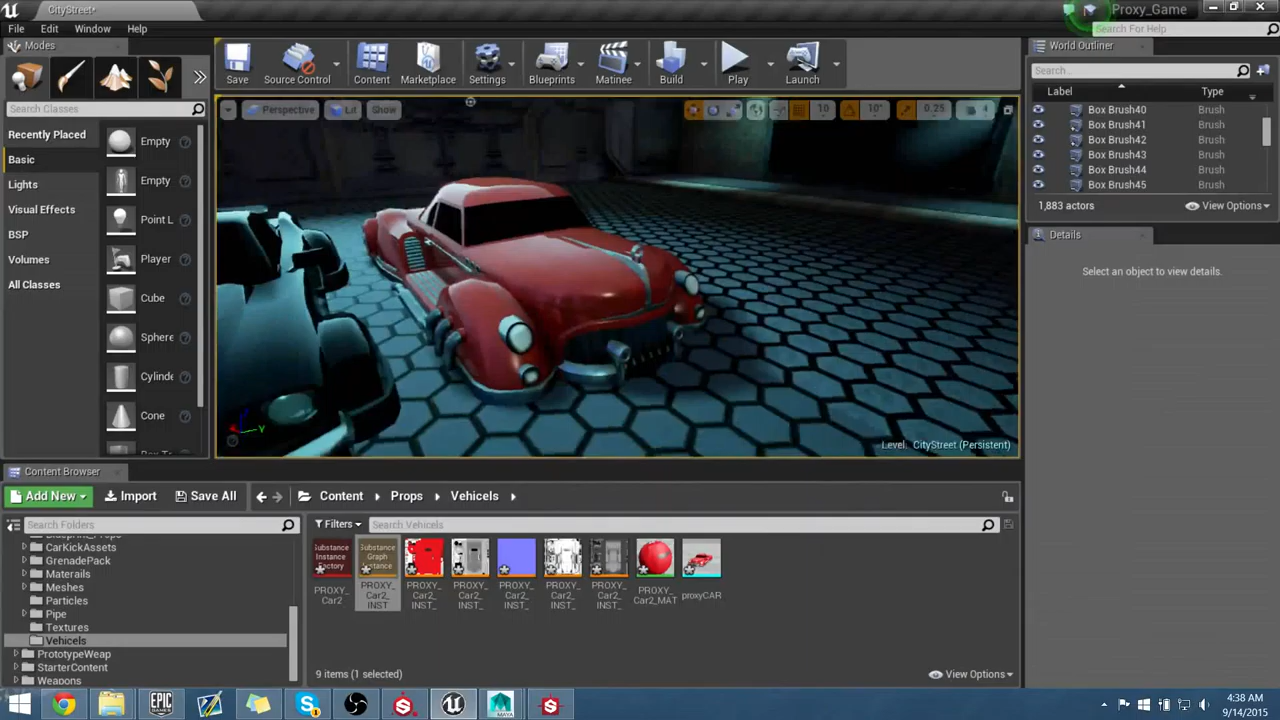 CityStreet*
Proxy_Game
File Edit Window Help
Search For Help
Modes
Search Classes
Recently Placed
Basic
Lights
Visual Effects
BSP
Volumes
All Classes
Empty
Empty
Point L
Player
Cube
Sphere
Cylinde
Cone
Save
Source Control
Content
Marketplace
Settings
Blueprints
Matinee
Build
Play
Launch
Perspective Lit Show
10 10° 0.25 4
Level: CityStreet (Persistent)
World Outliner
Search...
Label Type
Box Brush40 Brush
Box Brush41 Brush
Box Brush42 Brush
Box Brush43 Brush
Box Brush44 Brush
Box Brush45 Brush
1,883 actors View Options
Details
Select an object to view details.
Content Browser
Add New Import Save All Content Props Vehicels
Search Folders
CarKickAssets
GrenadePack
Materails
Meshes
Particles
Pipe
Textures
Vehicels
PrototypeWeap
StarterContent
Weapons
Filters Search Vehicels
Substance Instance Factory
Substance Graph Instance
PROXY_Car2
PROXY_Car2_INST
PROXY_Car2_INST_
PROXY_Car2_INST_
PROXY_Car2_INST_
PROXY_Car2_INST_
PROXY_Car2_INST_
PROXY_Car2_MAT
proxyCAR
9 items (1 selected) View Options
EPIC GAMES
MAYA
4:38 AM
9/14/2015